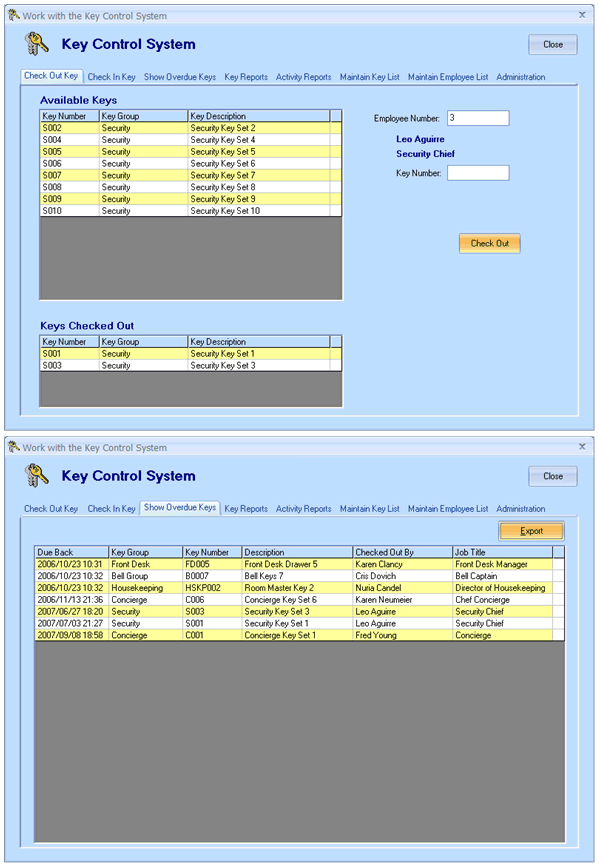 Work with the Key Control System
Key Control System
Close
Check Out Key Check In Key Show Overdue Keys Key Reports Activity Reports Maintain Key List Maintain Employee List Administration
Available Keys
Key Number Key Group Key Description
S002 Security Security Key Set 2
S004 Security Security Key Set 4
S005 Security Security Key Set 5
S006 Security Security Key Set 6
S007 Security Security Key Set 7
S008 Security Security Key Set 8
S009 Security Security Key Set 9
S010 Security Security Key Set 10
Employee Number: 3
Leo Aguirre
Security Chief
Key Number:
Check Out
Keys Checked Out
Key Number Key Group Key Description
S001 Security Security Key Set 1
S003 Security Security Key Set 3
Work with the Key Control System
Key Control System
Close
Check Out Key Check In Key Show Overdue Keys Key Reports Activity Reports Maintain Key List Maintain Employee List Administration
Export
Due Back Key Group Key Number Description Checked Out By Job Title
2006/10/23 10:31 Front Desk FD005 Front Desk Drawer 5 Karen Clancy Front Desk Manager
2006/10/23 10:32 Bell Group B0007 Bell Keys 7 Cris Dovich Bell Captain
2006/10/23 10:32 Housekeeping HSKP002 Room Master Key 2 Nuria Candel Director of Housekeeping
2006/11/13 21:36 Concierge C006 Concierge Key Set 6 Karen Neumeier Chef Concierge
2007/06/27 18:20 Security S003 Security Key Set 3 Leo Aguirre Security Chief
2007/07/03 21:27 Security S001 Security Key Set 1 Leo Aguirre Security Chief
2007/09/08 18:58 Concierge C001 Concierge Key Set 1 Fred Young Concierge